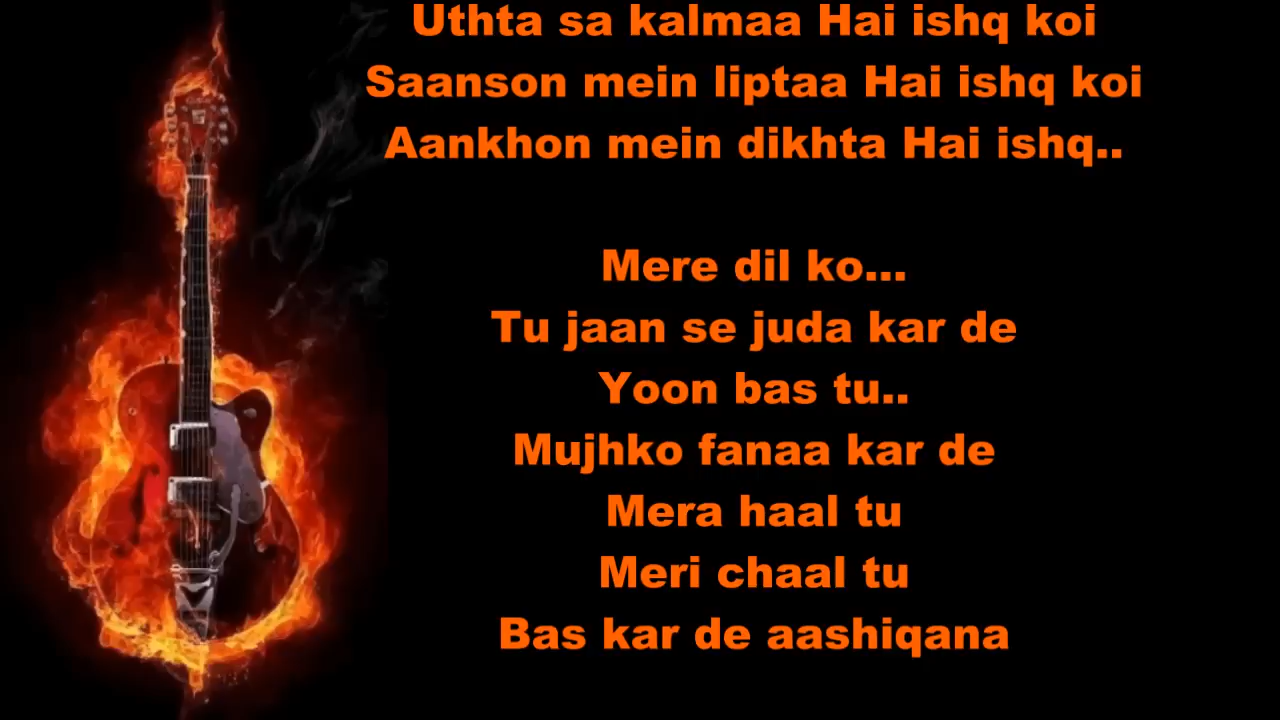 Uthta sa kalmaa Hai ishq koi
Saanson mein liptaa Hai ishq koi
Aankhon mein dikhta Hai ishq..
Mere dil ko...
Tu jaan se juda kar de
Yoon bas tu..
Mujhko fanaa kar de
Mera haal tu
Meri chaal tu
Bas kar de aashiqana